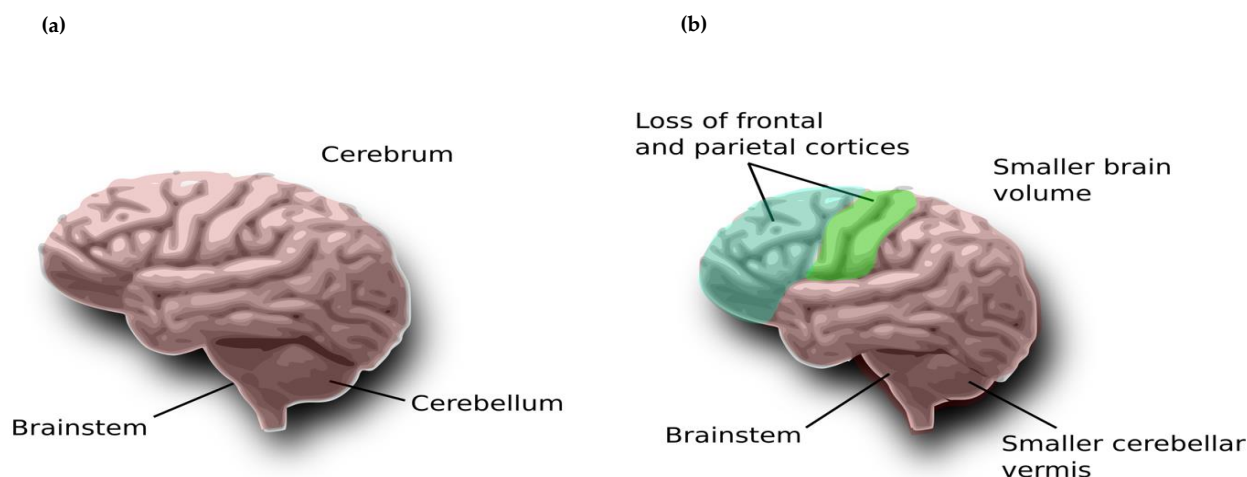 (a)
(b)
Cerebrum
Brainstem
Cerebellum
Loss of frontal
and parietal cortices
Smaller brain
volume
Brainstem
Smaller cerebellar
vermis